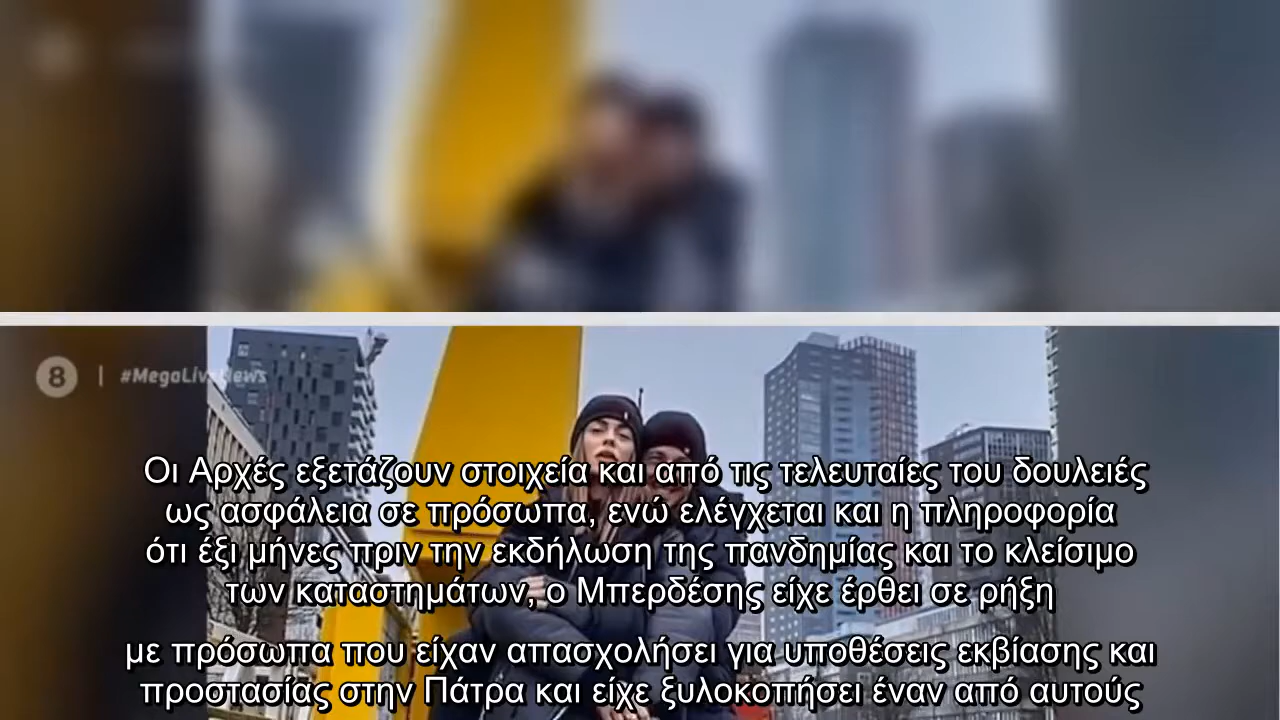 8 | #MegaLiveNews
Οι Αρχές εξετάζουν στοιχεία και από τις τελευταίες του δουλειές
ως ασφάλεια σε πρόσωπα, ενώ ελέγχεται και η πληροφορία
ότι έξι μήνες πριν την εκδήλωση της πανδημίας και το κλείσιμο
των καταστημάτων, ο Μπερδέσης είχε έρθει σε ρήξη
με πρόσωπα που είχαν απασχολήσει για υποθέσεις εκβίασης και
προστασίας στην Πάτρα και είχε ξυλοκοπήσει έναν από αυτούς